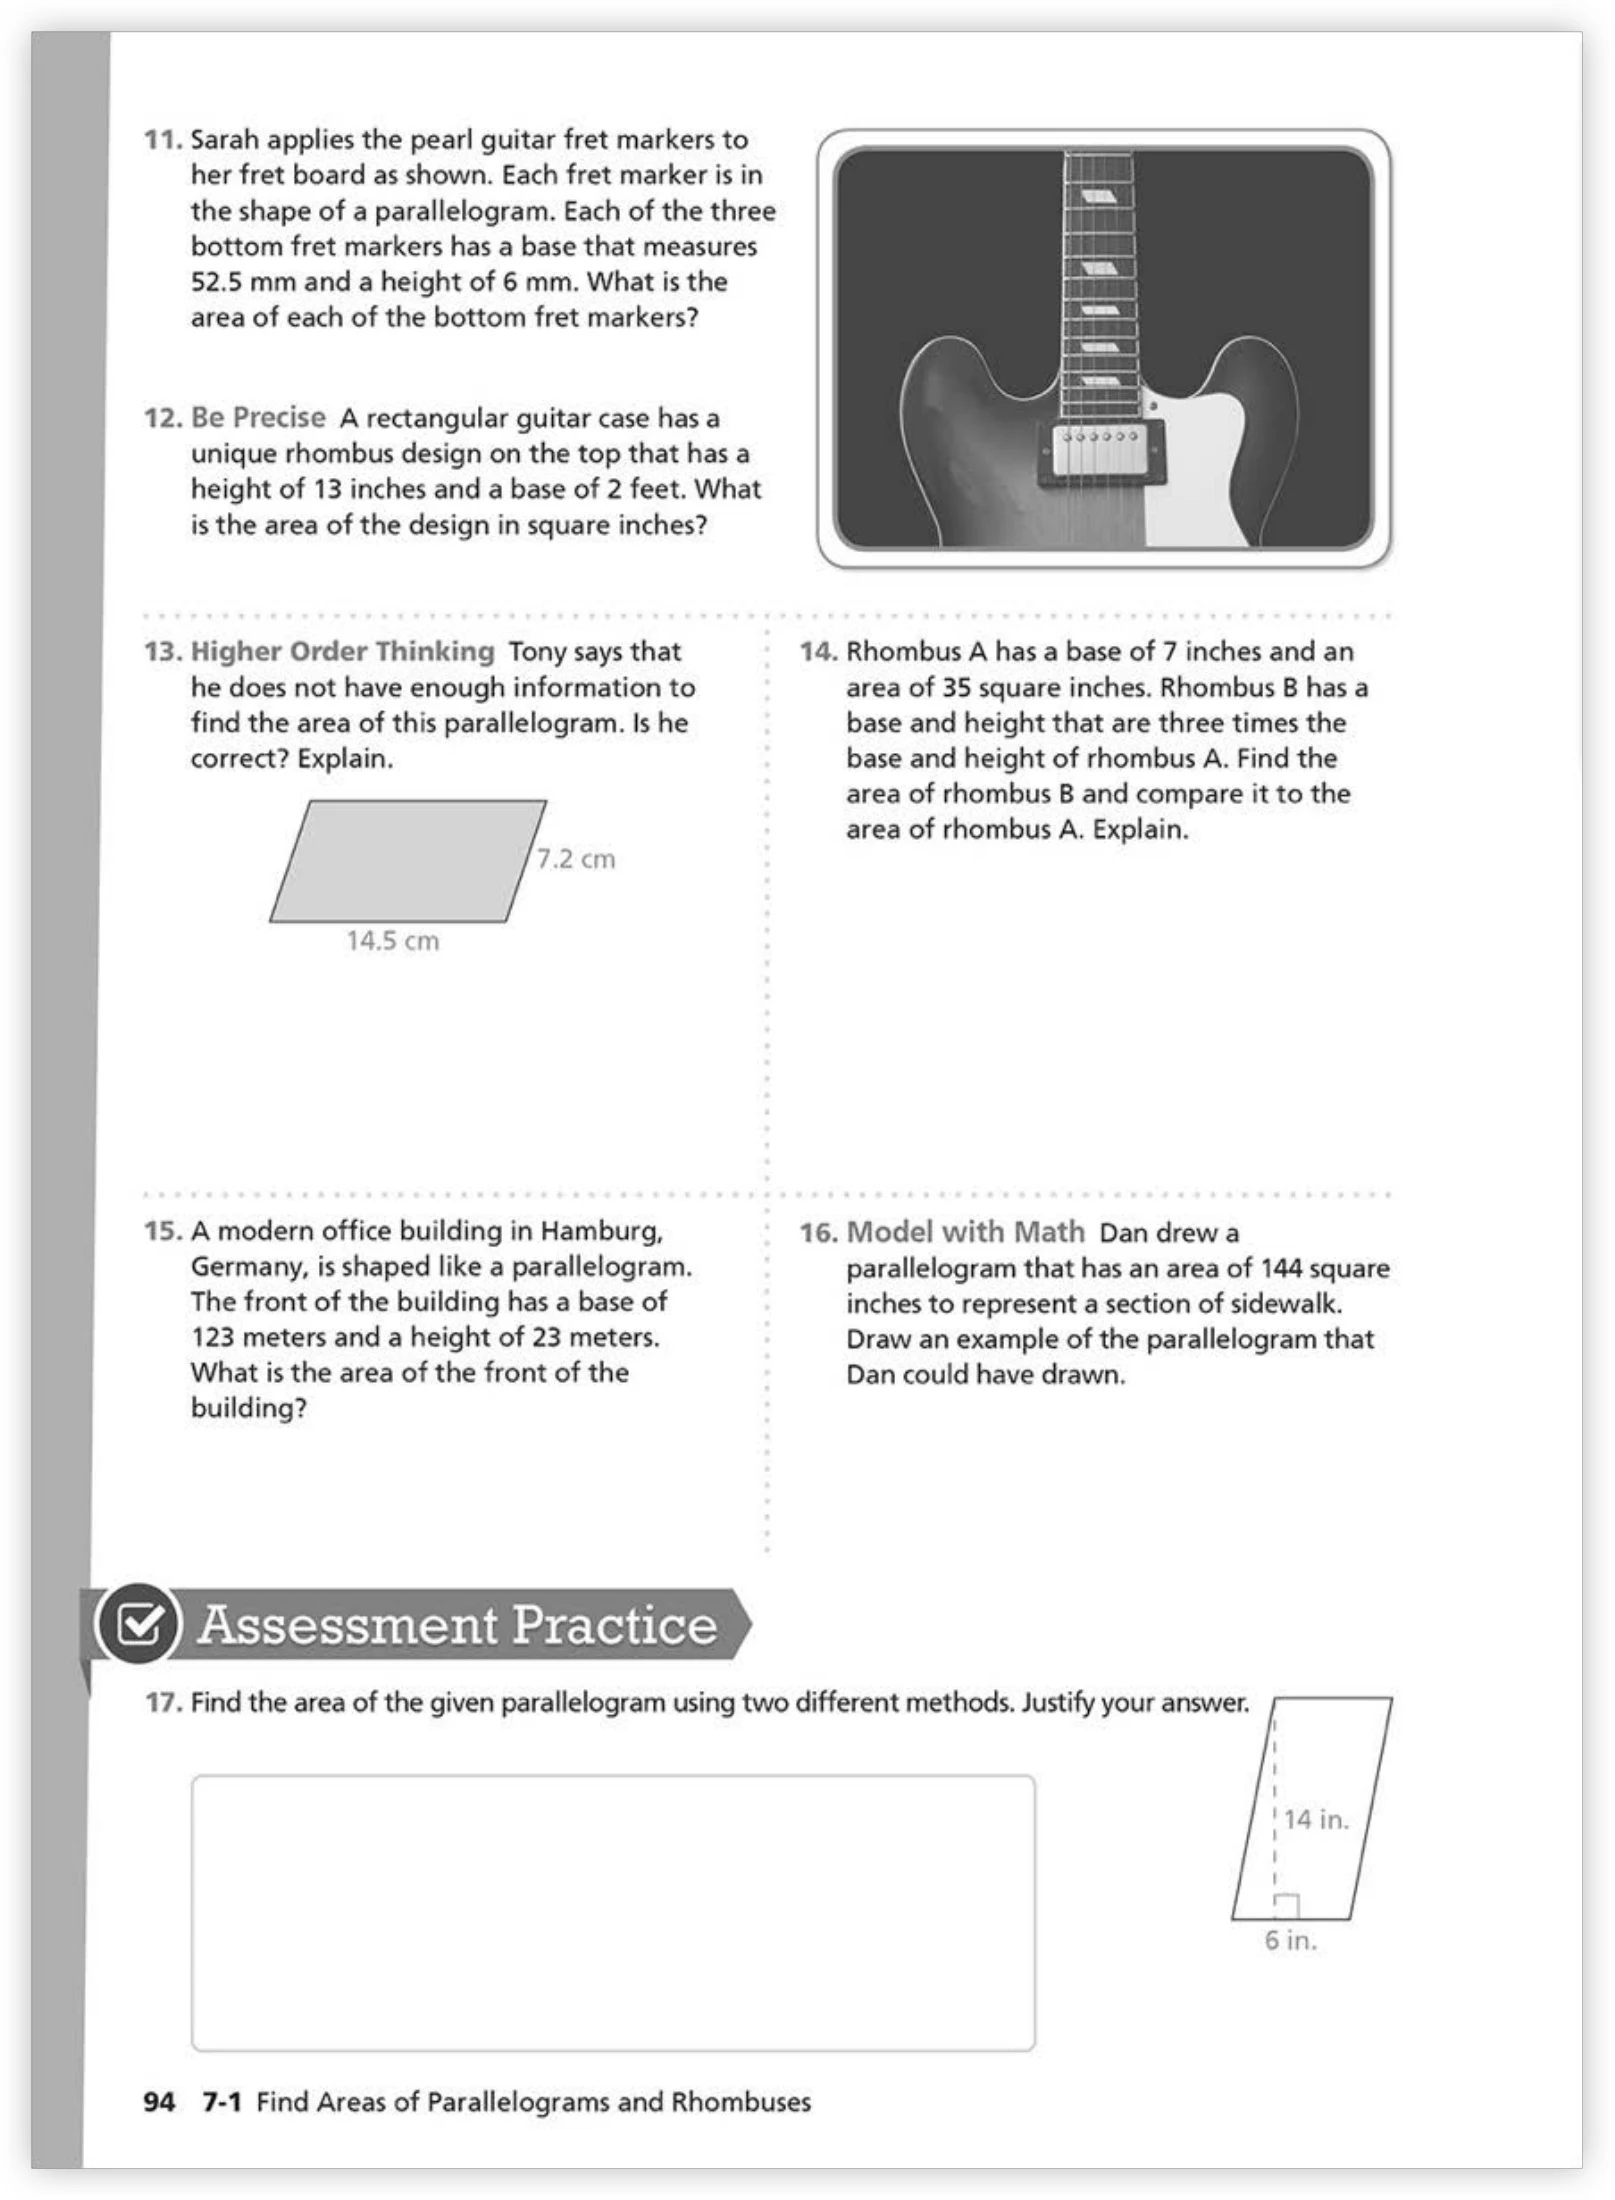 11. Sarah applies the pearl guitar fret markers to
her fret board as shown. Each fret marker is in
the shape of a parallelogram. Each of the three
bottom fret markers has a base that measures
52.5 mm and a height of 6 mm. What is the
area of each of the bottom fret markers?
12. Be Precise A rectangular guitar case has a
unique rhombus design on the top that has a
height of 13 inches and a base of 2 feet. What
is the area of the design in square inches?
13. Higher Order Thinking Tony says that
he does not have enough information to
find the area of this parallelogram. Is he
correct? Explain.
7.2 cm
14.5 cm
14. Rhombus A has a base of 7 inches and an
area of 35 square inches. Rhombus B has a
base and height that are three times the
base and height of rhombus A. Find the
area of rhombus B and compare it to the
area of rhombus A. Explain.
15. A modern office building in Hamburg,
Germany, is shaped like a parallelogram.
The front of the building has a base of
123 meters and a height of 23 meters.
What is the area of the front of the
building?
16. Model with Math Dan drew a
parallelogram that has an area of 144 square
inches to represent a section of sidewalk.
Draw an example of the parallelogram that
Dan could have drawn.
Assessment Practice
17. Find the area of the given parallelogram using two different methods. Justify your answer.
14 in.
6 in.
94 7-1 Find Areas of Parallelograms and Rhombuses